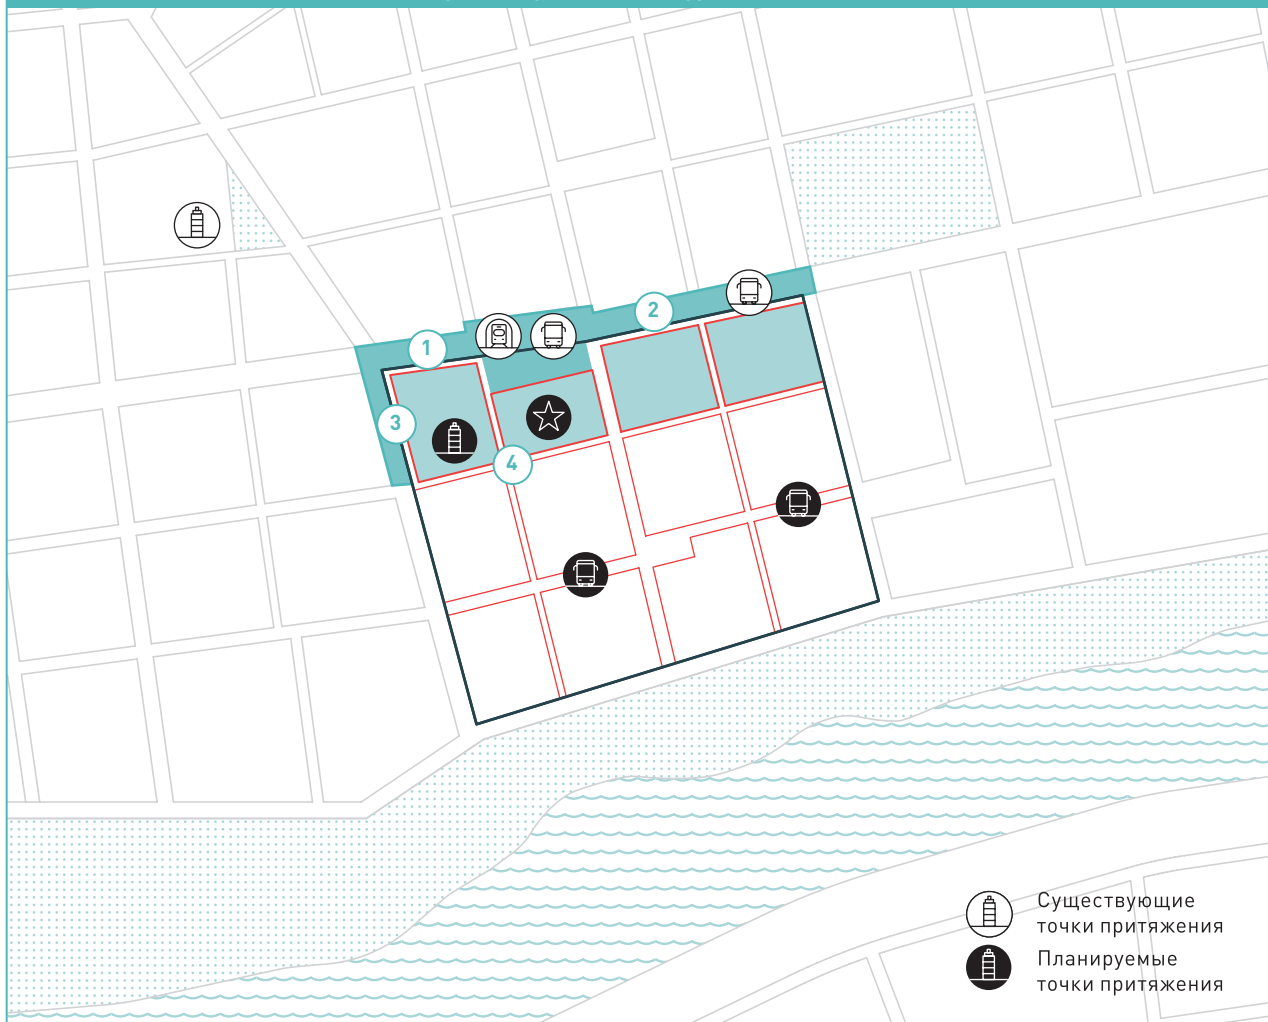 2
1
3
4
Существующие
точки притяжения
Планируемые
точки притяжения